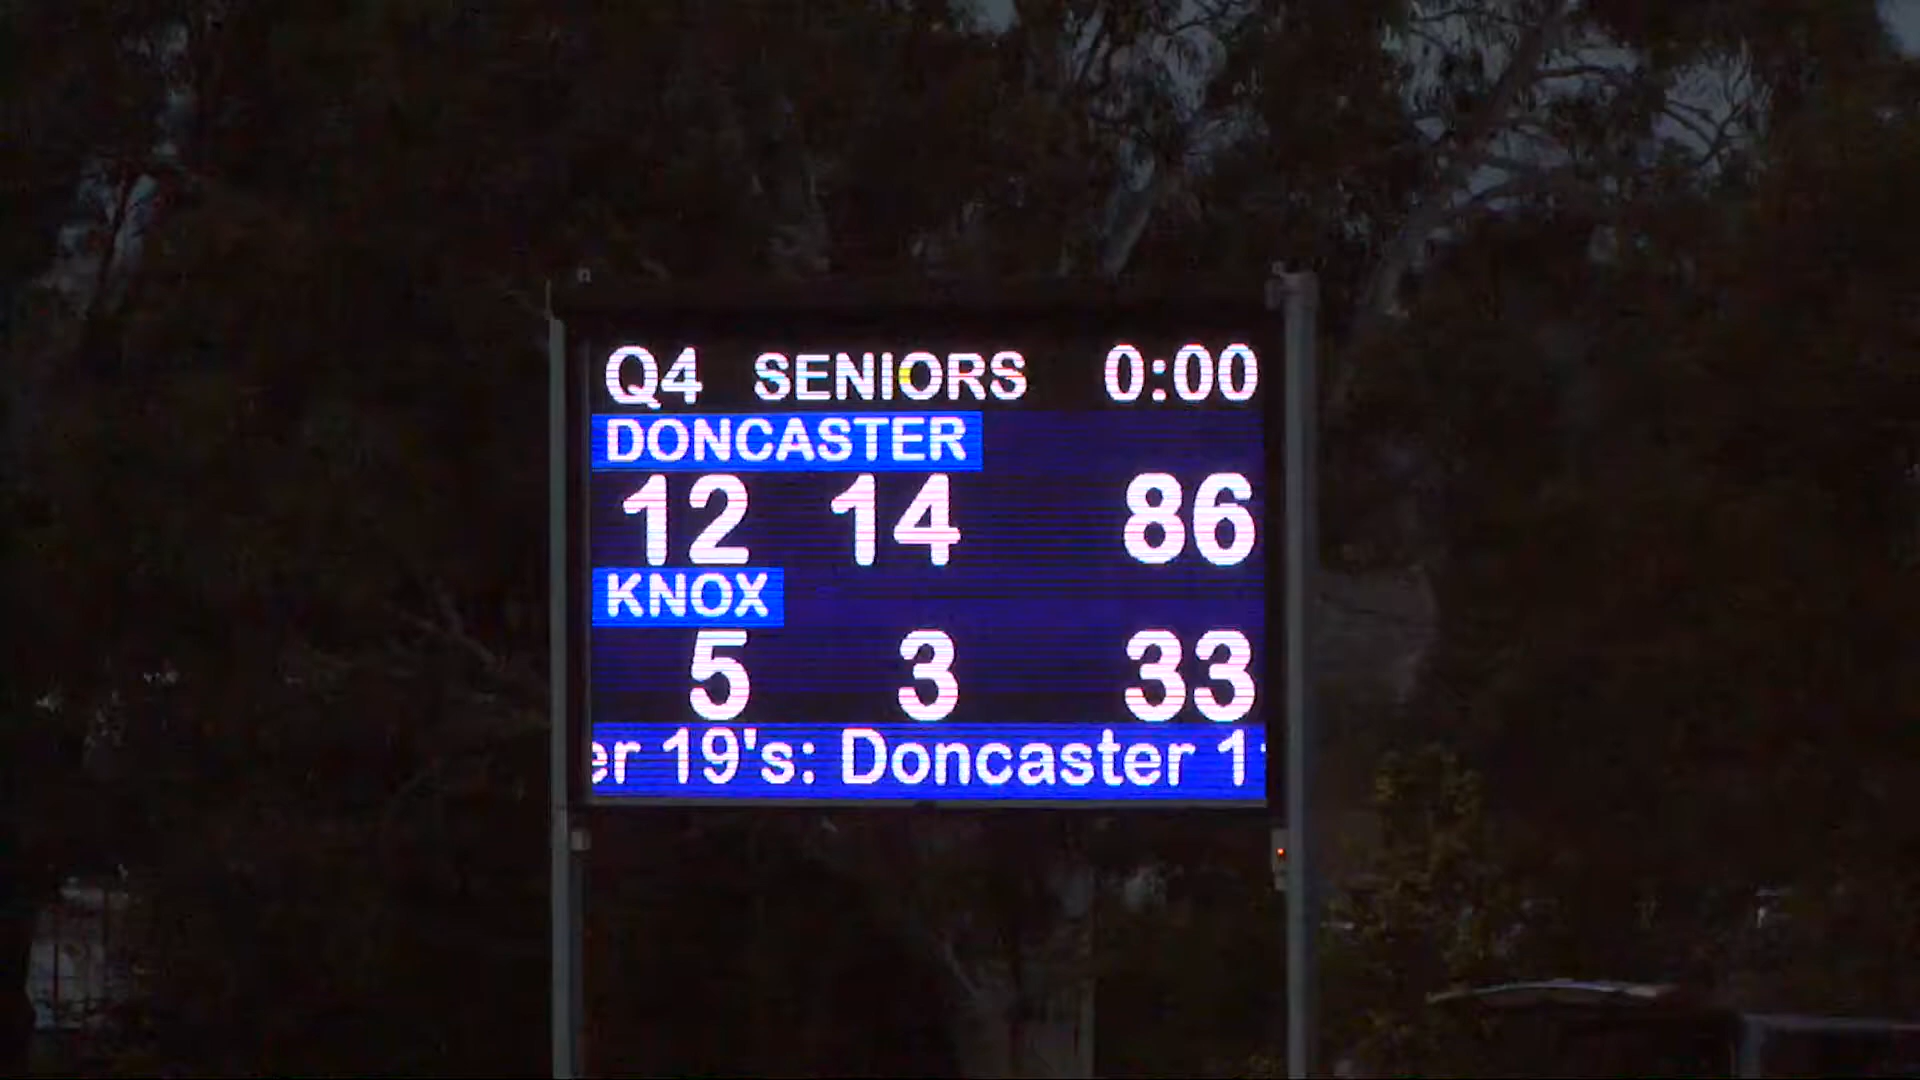 Q4 SENIORS 0:00
DONCASTER
12 14 86
KNOX
5 3 33
er 19's: Doncaster 1